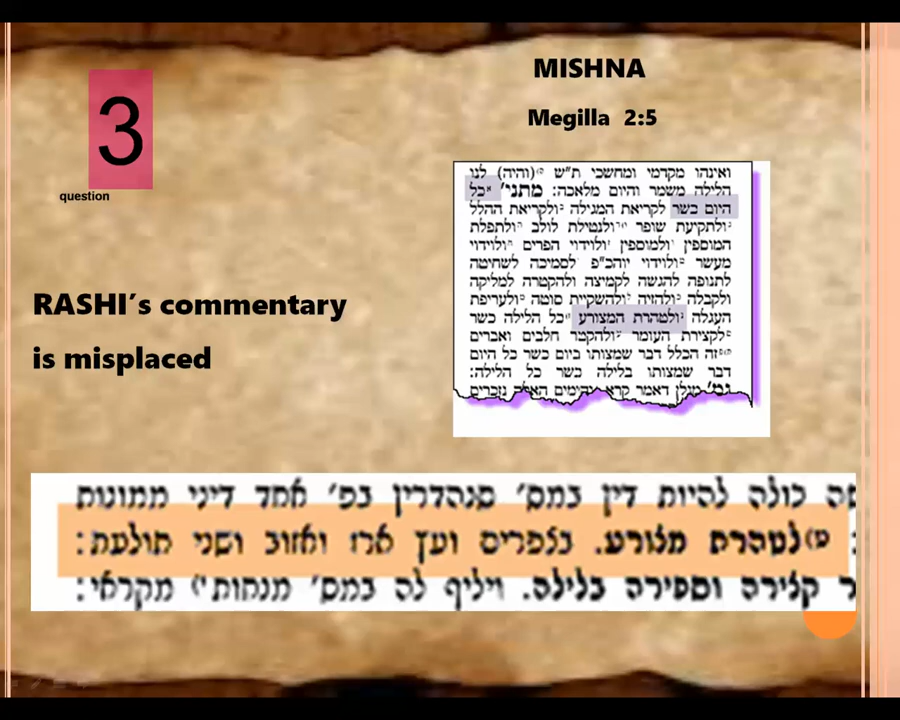 3
question
RASHI's commentary
is misplaced
MISHNA
Megilla 2:5
ואינהו מקדמי ומחשכי ת"ש (והיה) לנו
הלילה משמר והיום מלאכה: מתני' כל
היום כשר לקריאת המגילה ולקריאת ההלל
ולתקיעת שופר ולנטילת לולב ולתפלת
המוספין ולמוספין ולוידוי הפרים ולוידוי
מעשר ולוידוי יוהכ"פ לסמיכה לשחיטה
לתנופה להגשה לקמיצה ולהקטרה למליקה
ולקבלה ולהזיה ולהשקיית סוטה ולעריפת
העגלה ולטהרת המצורע כל הלילה כשר
לקצירת העומר ולהקטר חלבים ואברים
זה הכלל דבר שמצותו ביום כשר כל היום
דבר שמצותו בלילה כשר כל הלילה:
גמ' מנלן דאמר קרא והימים האלה נזכרים
כולה להיות דין במס' סנהדרין בפ' אחד דיני ממונות
לטהרת מצורע. בצפרים ועץ ארז ואזוב ושני תולעת:
קצירה וספירה בלילה. ויליף לה במס' מנחות מקראי: